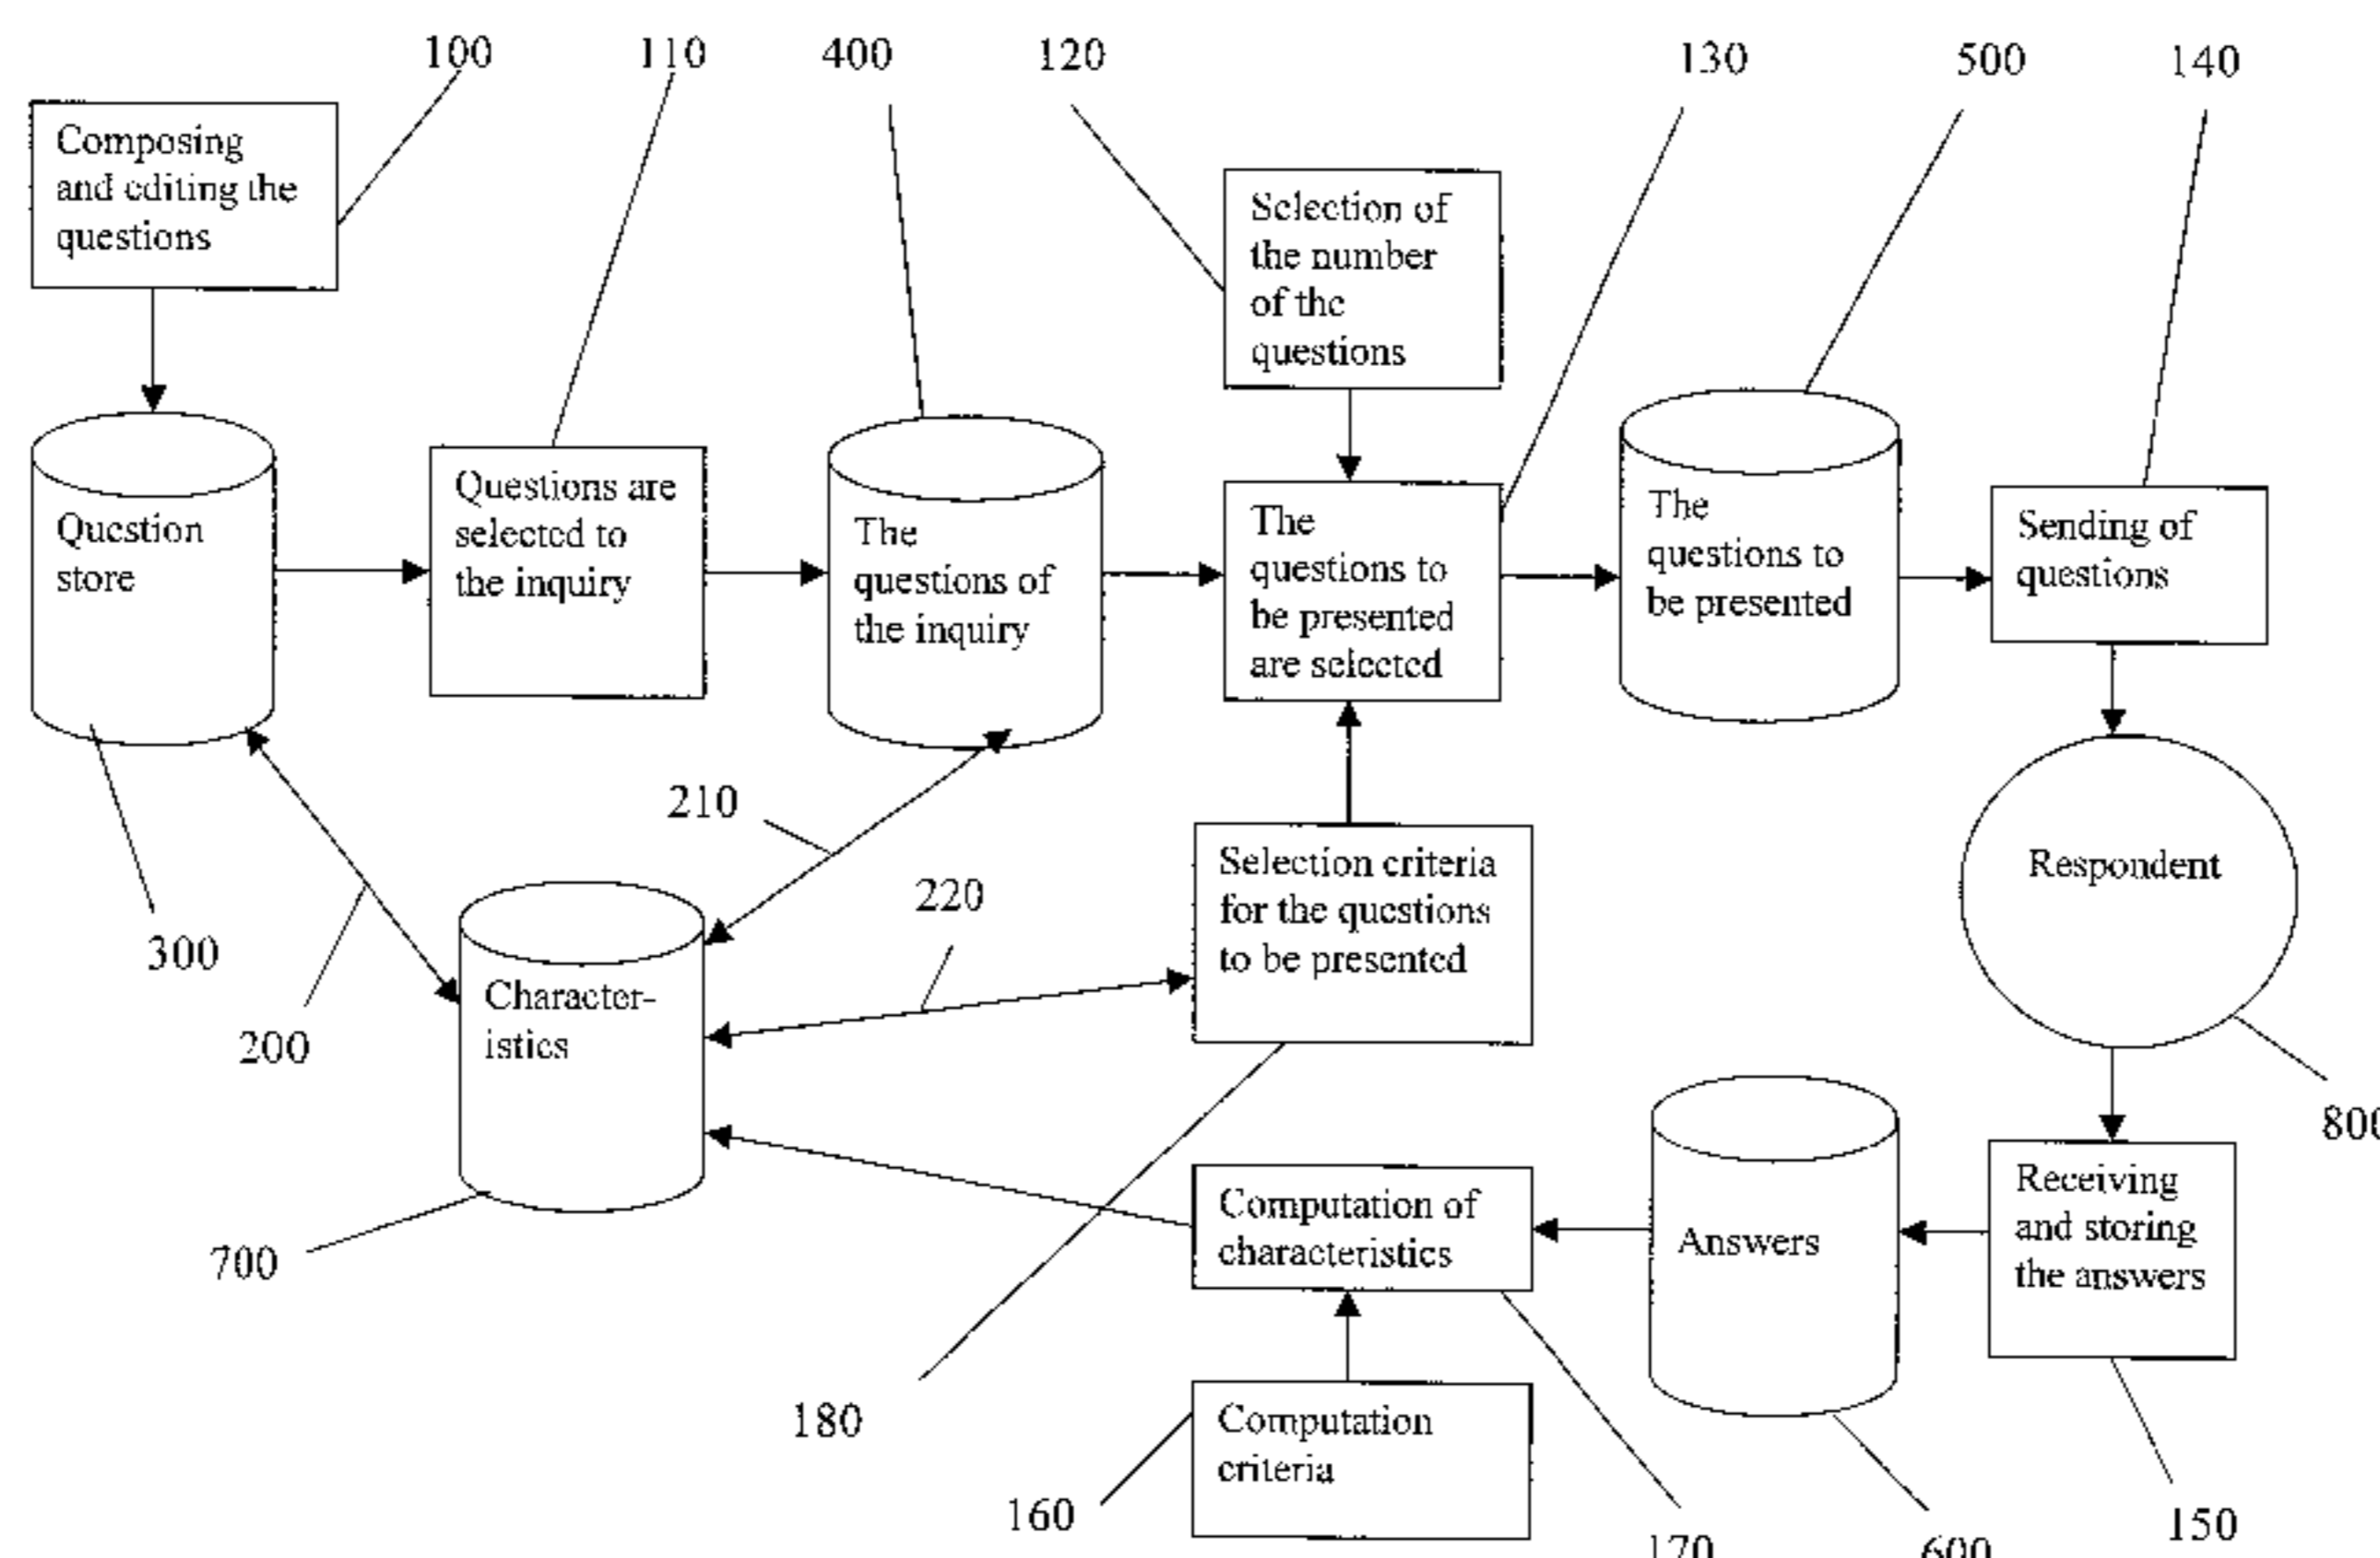 100
110
400
120
130
500
140
Composing
and editing the
questions
Selection of
the number
of the
questions
Question
store
Questions are
selected to
the inquiry
The
questions of
the inquiry
The
questions to
be presented
are selected
The
questions to
be presented
Sending of
questions
210
220
300
200
Character-
istics
Selection criteria
for the questions
to be presented
Respondent
800
700
Computation of
characteristics
Answers
Receiving
and storing
the answers
180
160
Computation
criteria
170
600
150